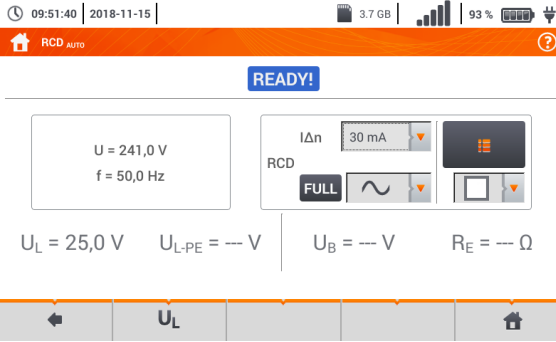 09:51:40 2018-11-15 3.7 GB 93 %
RCD AUTO ?
READY!
U = 241,0 V
f = 50,0 Hz
IΔn 30 mA
RCD
FULL
UL = 25,0 V UL-PE = --- V UB = --- V RE = --- Ω
UL